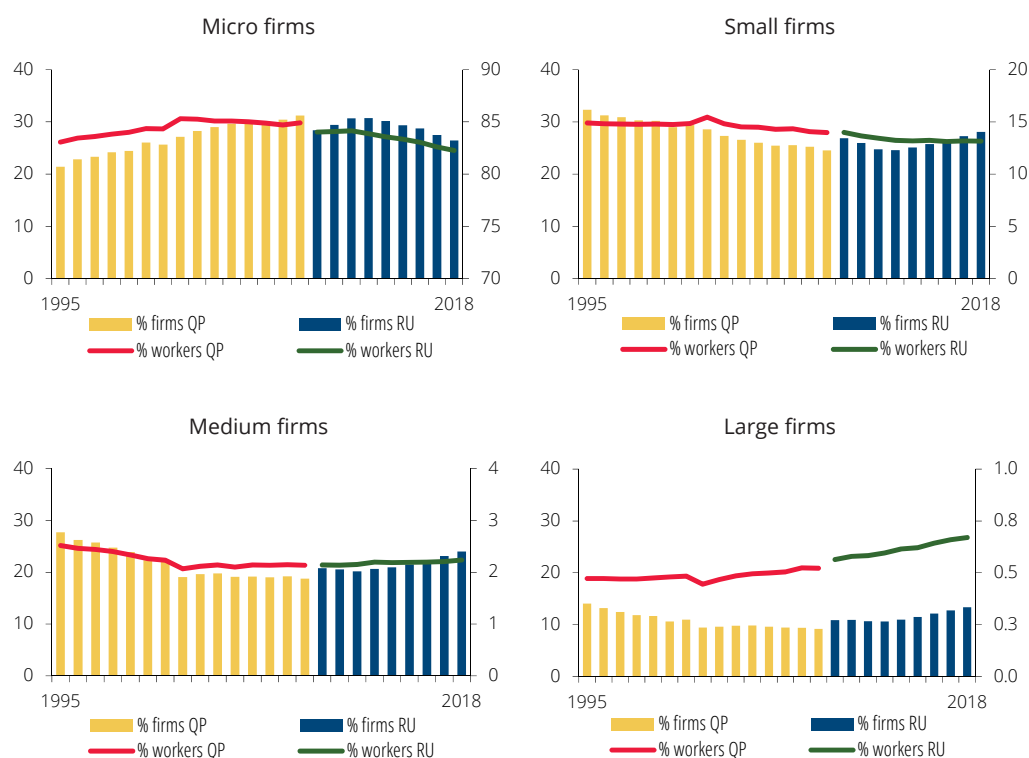 Micro firms
40 90
30 85
20 80
10 75
0 70
1995 2018
% firms QP % firms RU
% workers QP % workers RU
Small firms
40 20
30 15
20 10
10 5
0 0
1995 2018
% firms QP % firms RU
% workers QP % workers RU
Medium firms
40 4
30 3
20 2
10 1
0 0
1995 2018
% firms QP % firms RU
% workers QP % workers RU
Large firms
40 1.0
30 0.8
20 0.5
10 0.3
0 0.0
1995 2018
% firms QP % firms RU
% workers QP % workers RU